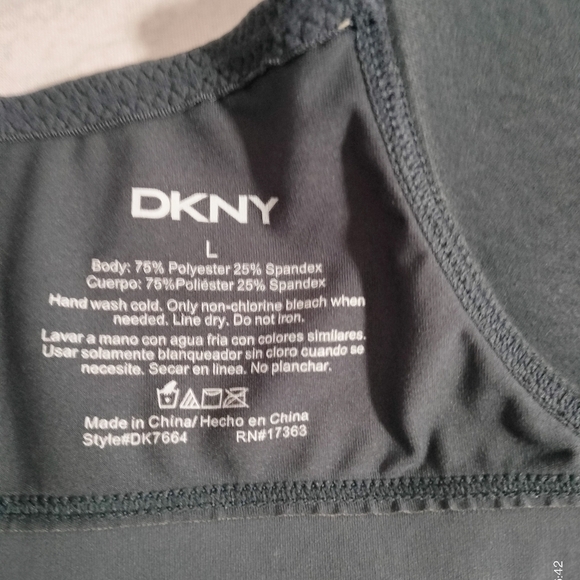 DKNY
L
Body: 75% Polyester 25% Spandex
Cuerpo: 75%Poliéster 25% Spandex
Hand wash cold. Only non-chlorine bleach when
needed. Line dry. Do not iron.
Lavar a mano con agua fria con colores similares.
Usar solamente blanqueador sin cloro cuando se
necesite. Secar en linea. No planchar.
Made in China/ Hecho en China
Style#DK7664 RN#17363
:42